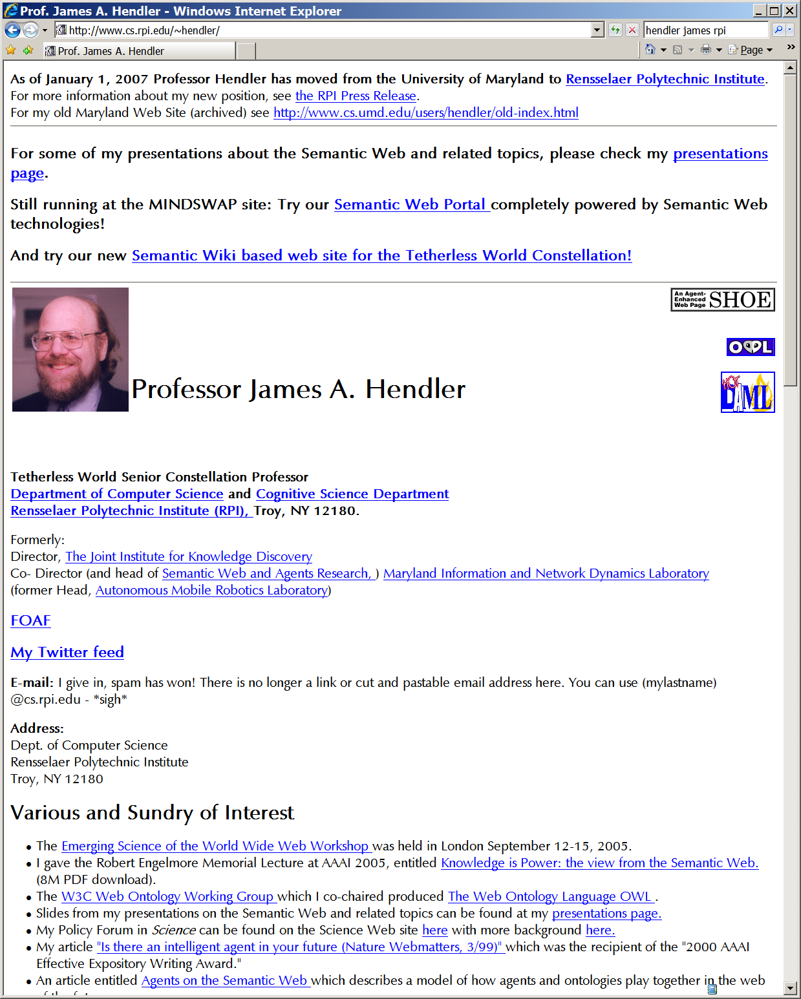 Prof. James A. Hendler - Windows Internet Explorer
http://www.cs.rpi.edu/~hendler/
hendler james rpi
Prof. James A. Hendler
Page
As of January 1, 2007 Professor Hendler has moved from the University of Maryland to Rensselaer Polytechnic Institute.
For more information about my new position, see the RPI Press Release.
For my old Maryland Web Site (archived) see http://www.cs.umd.edu/users/hendler/old-index.html
For some of my presentations about the Semantic Web and related topics, please check my presentations
page.
Still running at the MINDSWAP site: Try our Semantic Web Portal completely powered by Semantic Web
technologies!
And try our new Semantic Wiki based web site for the Tetherless World Constellation!
An Agent-
Enhanced
Web Page
SHOE
OWL
Professor James A. Hendler
HOT
DAML
Tetherless World Senior Constellation Professor
Department of Computer Science and Cognitive Science Department
Rensselaer Polytechnic Institute (RPI), Troy, NY 12180.
Formerly:
Director, The Joint Institute for Knowledge Discovery
Co- Director (and head of Semantic Web and Agents Research, ) Maryland Information and Network Dynamics Laboratory
(former Head, Autonomous Mobile Robotics Laboratory)
FOAF
My Twitter feed
E-mail: I give in, spam has won! There is no longer a link or cut and pastable email address here. You can use (mylastname)
@cs.rpi.edu - *sigh*
Address:
Dept. of Computer Science
Rensselaer Polytechnic Institute
Troy, NY 12180
Various and Sundry of Interest
• The Emerging Science of the World Wide Web Workshop was held in London September 12-15, 2005.
• I gave the Robert Engelmore Memorial Lecture at AAAI 2005, entitled Knowledge is Power: the view from the Semantic Web.
(8M PDF download).
• The W3C Web Ontology Working Group which I co-chaired produced The Web Ontology Language OWL .
• Slides from my presentations on the Semantic Web and related topics can be found at my presentations page.
• My Policy Forum in Science can be found on the Science Web site here with more background here.
• My article "Is there an intelligent agent in your future (Nature Webmatters, 3/99)" which was the recipient of the "2000 AAAI
Effective Expository Writing Award."
• An article entitled Agents on the Semantic Web which describes a model of how agents and ontologies play together in the web